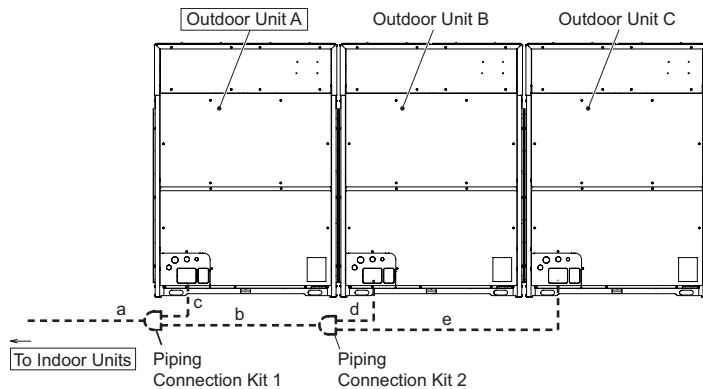 Outdoor Unit A
Outdoor Unit B
Outdoor Unit C
a
c
b
d
e
To Indoor Units
Piping
Connection Kit 1
Piping
Connection Kit 2